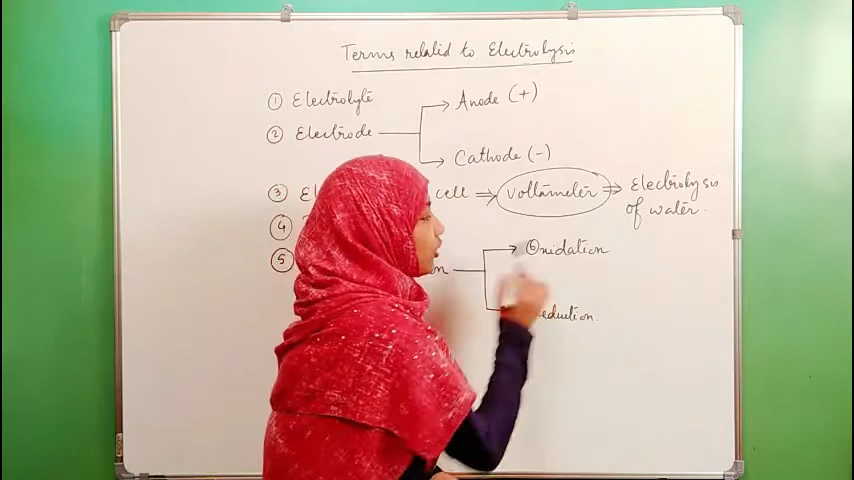 Terms related to Electrolysis
① Electrolyte
② Electrode → Anode (+)
→ Cathode (-)
③ cell ⇒ Voltameter ⇒ Electrolysis
of water.
④
⑤ → Oxidation
→ Reduction.